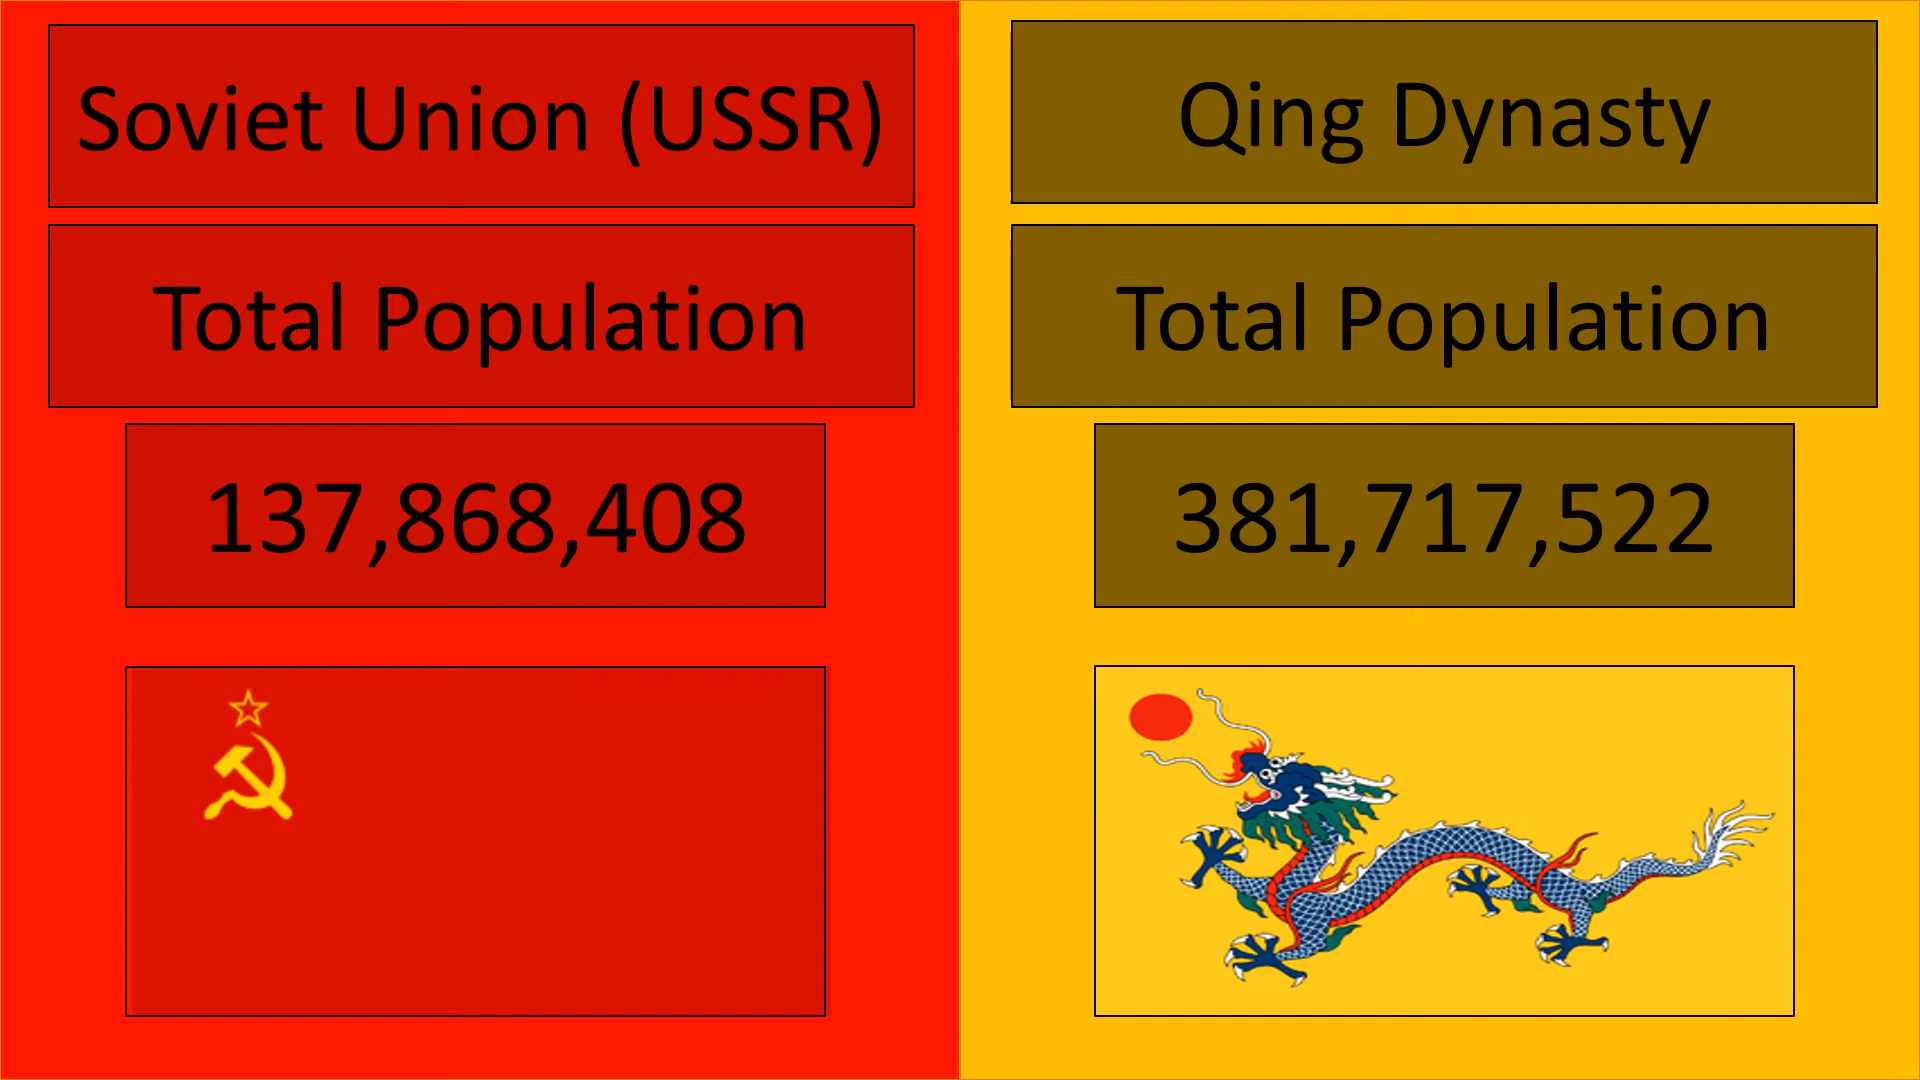 Soviet Union (USSR)
Total Population
137,868,408
Qing Dynasty
Total Population
381,717,522